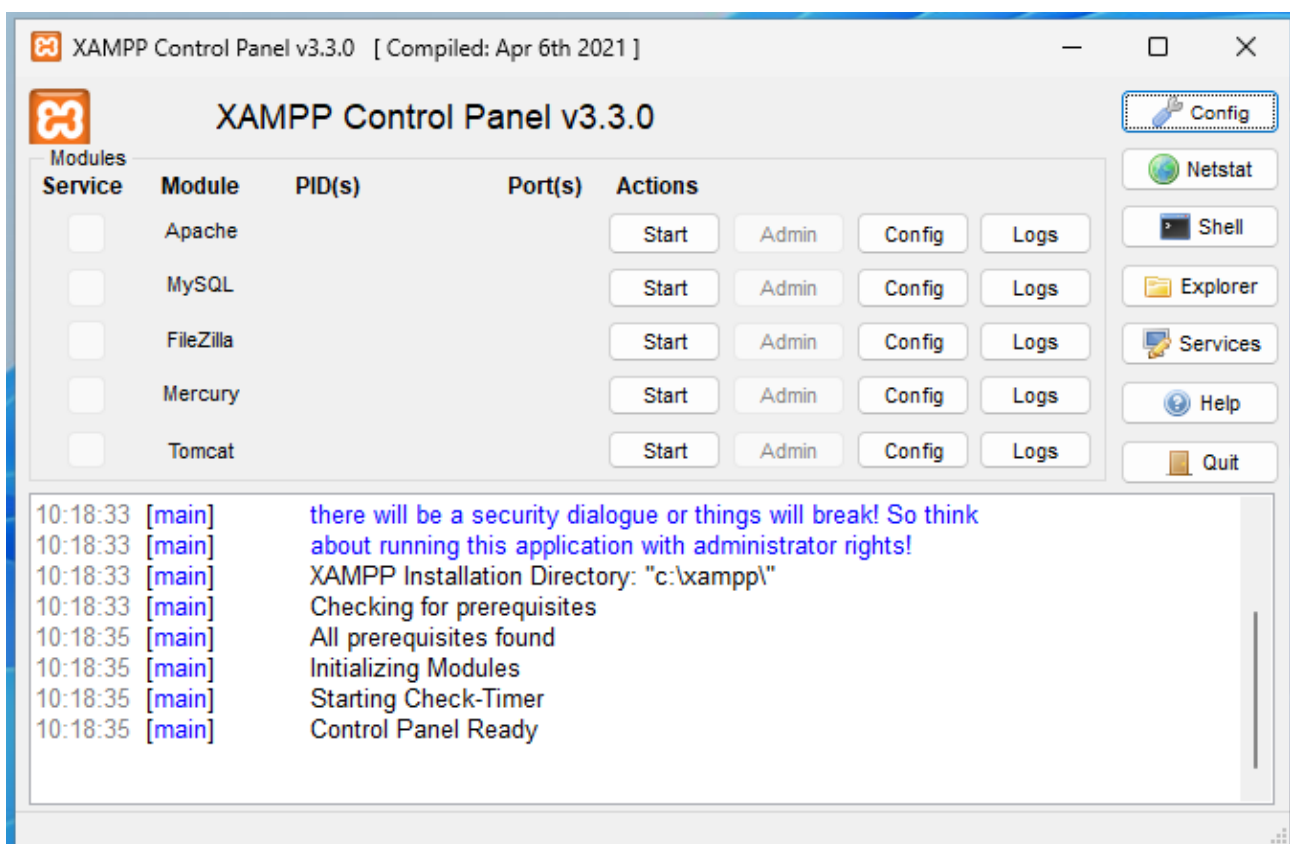 XAMPP Control Panel v3.3.0 [ Compiled: Apr 6th 2021 ]
XAMPP Control Panel v3.3.0
Config
Modules
Service Module PID(s) Port(s) Actions
Netstat
Apache Start Admin Config Logs
Shell
MySQL Start Admin Config Logs
Explorer
FileZilla Start Admin Config Logs
Services
Mercury Start Admin Config Logs
Help
Tomcat Start Admin Config Logs
Quit
10:18:33 [main] there will be a security dialogue or things will break! So think
10:18:33 [main] about running this application with administrator rights!
10:18:33 [main] XAMPP Installation Directory: "c:\xampp\"
10:18:33 [main] Checking for prerequisites
10:18:35 [main] All prerequisites found
10:18:35 [main] Initializing Modules
10:18:35 [main] Starting Check-Timer
10:18:35 [main] Control Panel Ready